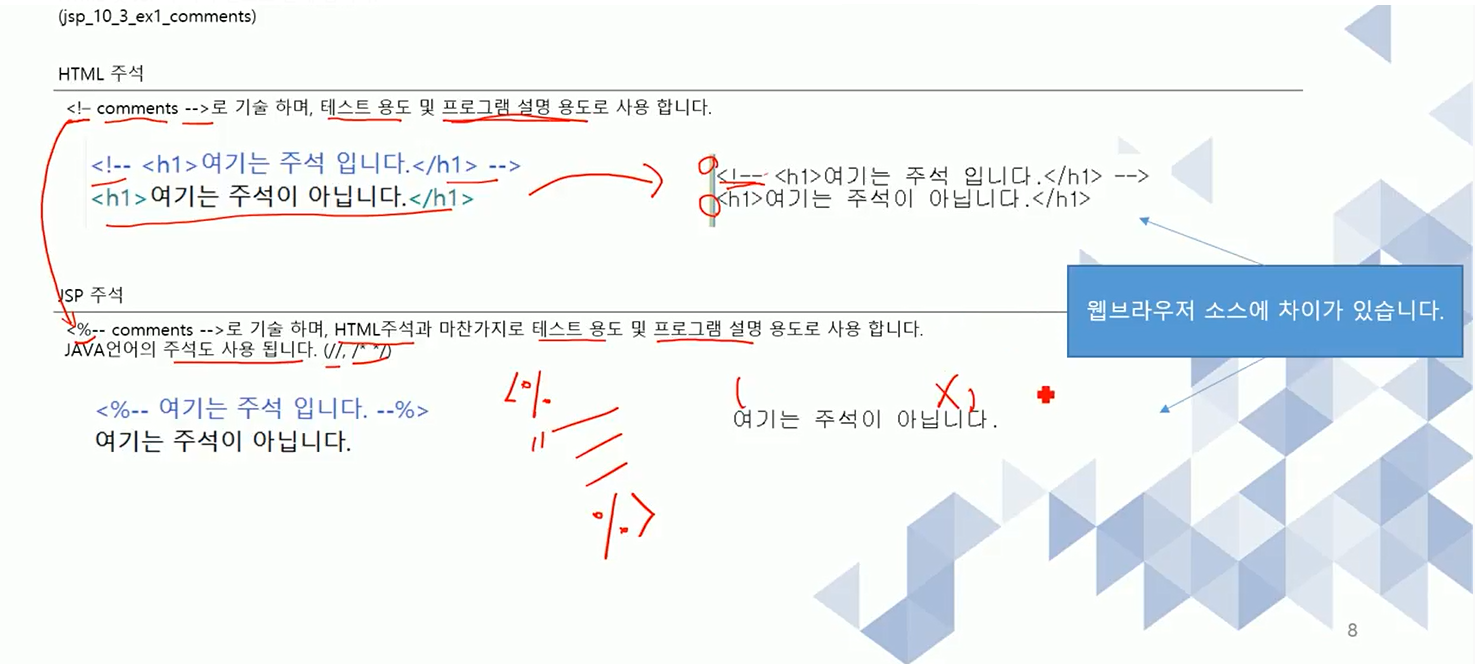 (jsp_10_3_ex1_comments)
HTML 주석
<!– comments -->로 기술 하며, 테스트 용도 및 프로그램 설명 용도로 사용 합니다.
<!-- <h1>여기는 주석 입니다.</h1> -->
<h1>여기는 주석이 아닙니다.</h1>
<!-- <h1>여기는 주석 입니다.</h1> -->
<h1>여기는 주석이 아닙니다.</h1>
웹브라우저 소스에 차이가 있습니다.
JSP 주석
<%-- comments -->로 기술 하며, HTML주석과 마찬가지로 테스트 용도 및 프로그램 설명 용도로 사용 합니다.
JAVA언어의 주석도 사용 됩니다. (//, /* */)
<%-- 여기는 주석 입니다. --%>
여기는 주석이 아닙니다.
<%
//
%>
여기는 주석이 아닙니다.
8